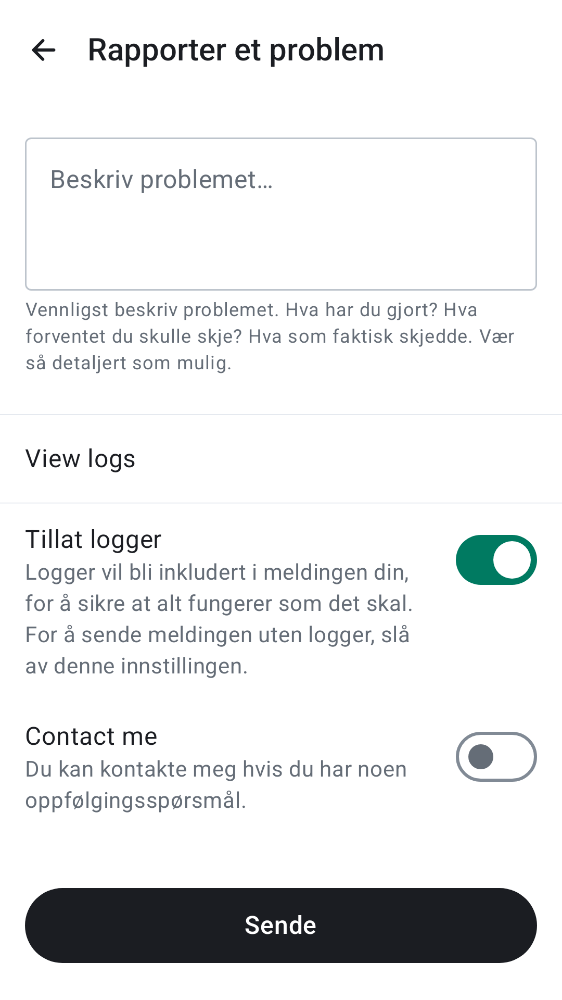 Rapporter et problem
Beskriv problemet…
Vennligst beskriv problemet. Hva har du gjort? Hva
forventet du skulle skje? Hva som faktisk skjedde. Vær
så detaljert som mulig.
View logs
Tillat logger
Logger vil bli inkludert i meldingen din,
for å sikre at alt fungerer som det skal.
For å sende meldingen uten logger, slå
av denne innstillingen.
Contact me
Du kan kontakte meg hvis du har noen
oppfølgingsspørsmål.
Sende